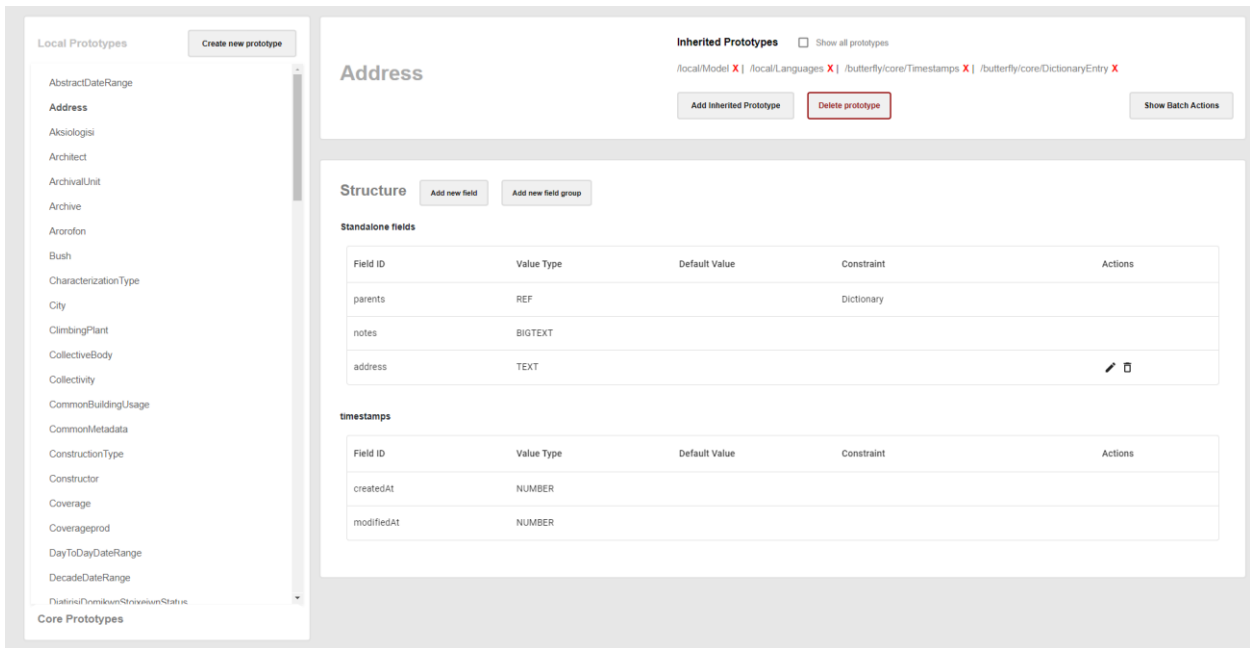 Local Prototypes
Create new prototype
AbstractDateRange
Address
Aksiologisi
Architect
ArchivalUnit
Archive
Arorofon
Bush
CharacterizationType
City
ClimbingPlant
CollectiveBody
Collectivity
CommonBuildingUsage
CommonMetadata
ConstructionType
Constructor
Coverage
Coverageprod
DayToDayDateRange
DecadeDateRange
DiatirisiDomikwnStoixeiwnStatus
Core Prototypes
Address
Inherited Prototypes Show all prototypes
/local/Model X | /local/Languages X | /butterfly/core/Timestamps X | /butterfly/core/DictionaryEntry X
Add Inherited Prototype Delete prototype Show Batch Actions
Structure Add new field Add new field group
Standalone fields
Field ID Value Type Default Value Constraint Actions
parents REF Dictionary
notes BIGTEXT
address TEXT
timestamps
Field ID Value Type Default Value Constraint Actions
createdAt NUMBER
modifiedAt NUMBER